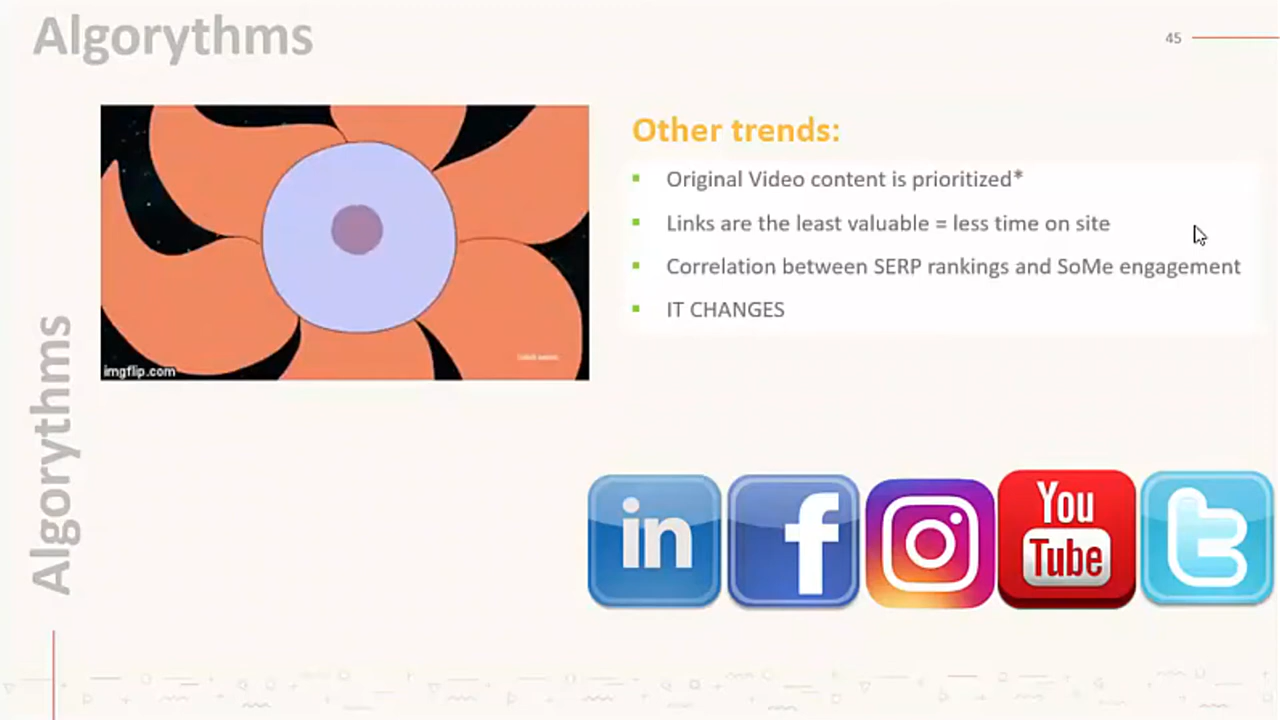 Algorythms
45
Other trends:
Original Video content is prioritized*
Links are the least valuable = less time on site
Correlation between SERP rankings and SoMe engagement
IT CHANGES
imgflip.com
Algorythms
in
f
You
Tube
t